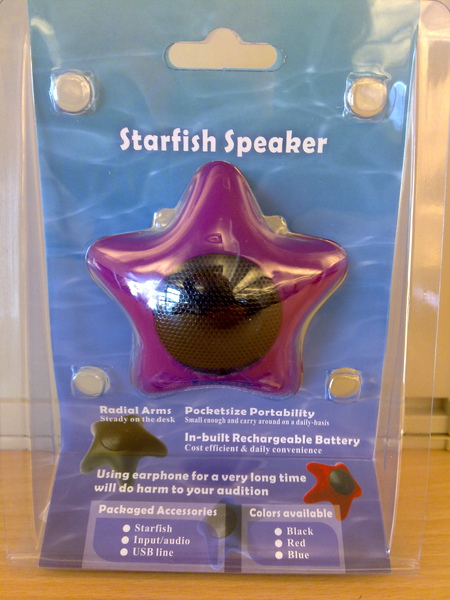 Starfish Speaker
Radial Arms
Steady on the desk
Pocketsize Portability
Small enough and carry around on a daily-basis
In-built Rechargeable Battery
Cost efficient & daily convenience
Using earphone for a very long time
will do harm to your audition
Packaged Accessories
Starfish
Input/audio
USB line
Colors available
Black
Red
Blue